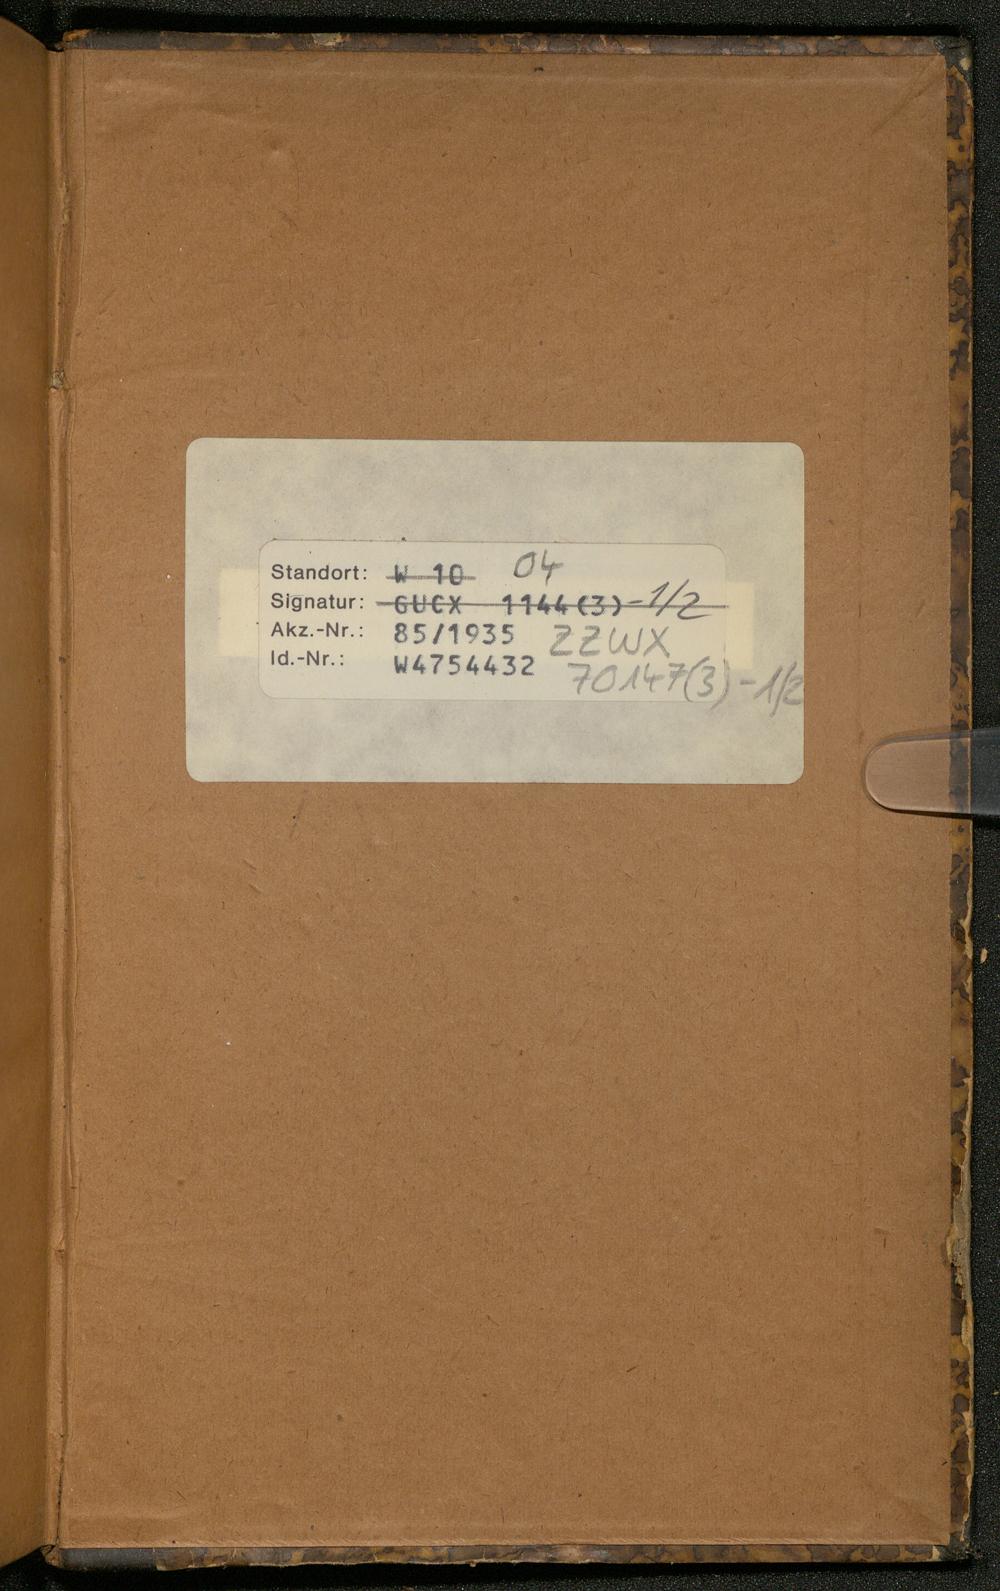 Standort: W 10 04
Signatur: GUCX 1144(3)-1/2
Akz.-Nr.: 85/1935 ZZWX
Id.-Nr.: W4754432 70147(3)-1/2